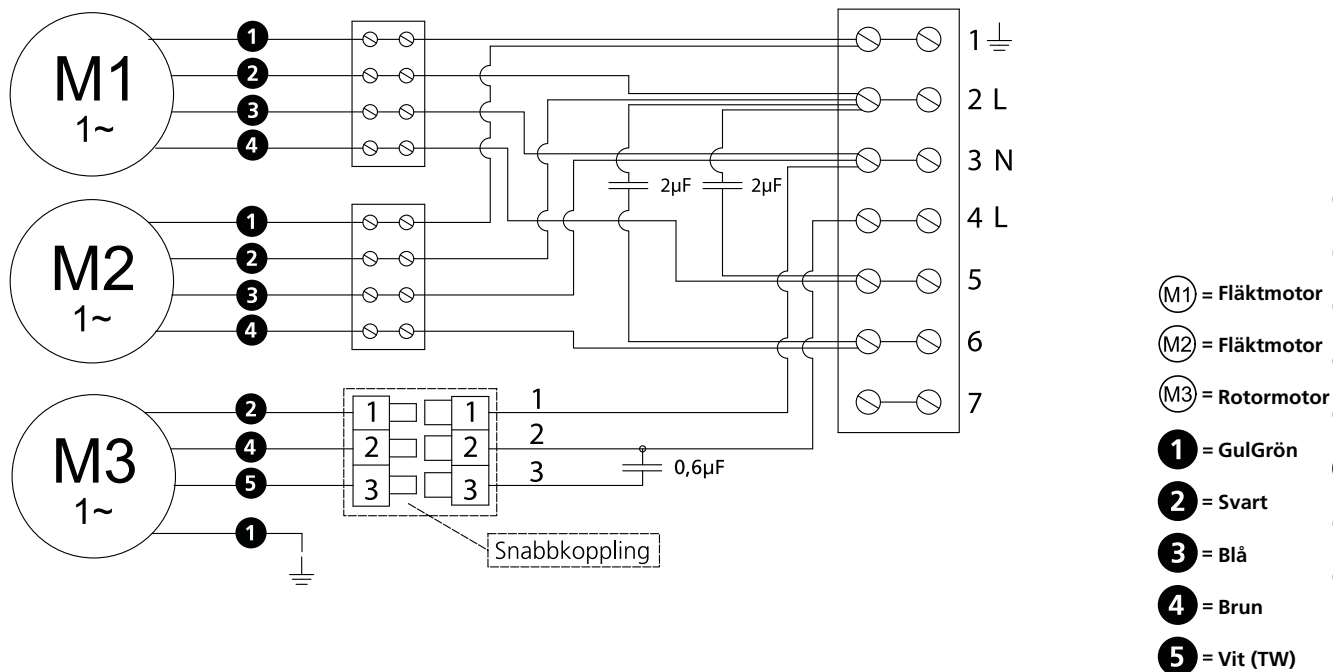 M1
1~
1
2
3
4
M2
1~
1
2
3
4
M3
1~
2
4
5
1
1 1 1
2 2 2
3 3 3
Snabbkoppling
2µF 2µF
0,6µF
1
2 L
3 N
4 L
5
6
7
M1 = Fläktmotor
M2 = Fläktmotor
M3 = Rotormotor
1 = GulGrön
2 = Svart
3 = Blå
4 = Brun
5 = Vit (TW)